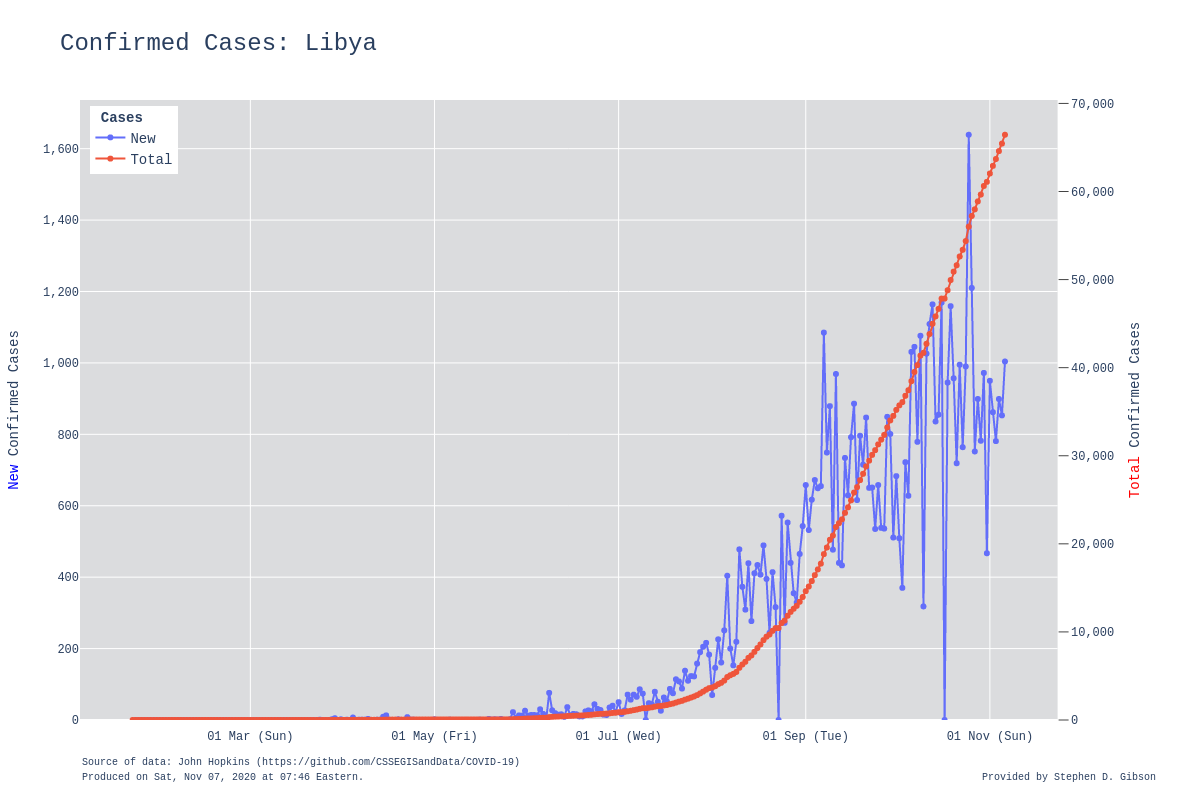 Confirmed Cases: Libya
Cases
New
Total
1,600
1,400
1,200
1,000
800
600
400
200
0
New Confirmed Cases
70,000
60,000
50,000
40,000
30,000
20,000
10,000
0
Total Confirmed Cases
01 Mar (Sun)
01 May (Fri)
01 Jul (Wed)
01 Sep (Tue)
01 Nov (Sun)
Source of data: John Hopkins (https://github.com/CSSEGISandData/COVID-19)
Produced on Sat, Nov 07, 2020 at 07:46 Eastern.
Provided by Stephen D. Gibson